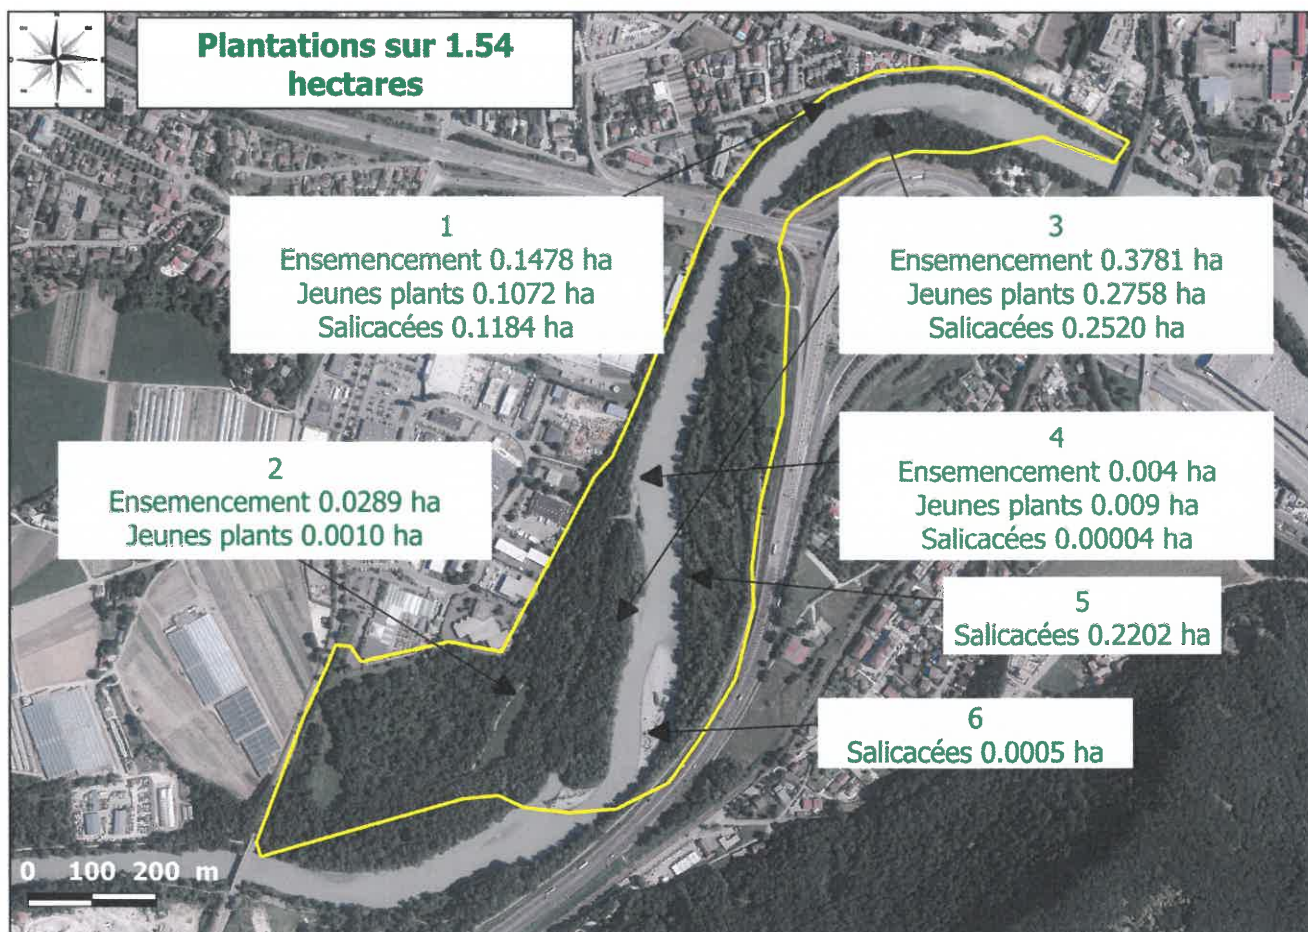 Plantations sur 1.54
hectares
1
Ensemencement 0.1478 ha
Jeunes plants 0.1072 ha
Salicacées 0.1184 ha
3
Ensemencement 0.3781 ha
Jeunes plants 0.2758 ha
Salicacées 0.2520 ha
2
Ensemencement 0.0289 ha
Jeunes plants 0.0010 ha
4
Ensemencement 0.004 ha
Jeunes plants 0.009 ha
Salicacées 0.00004 ha
5
Salicacées 0.2202 ha
6
Salicacées 0.0005 ha
0 100 200 m